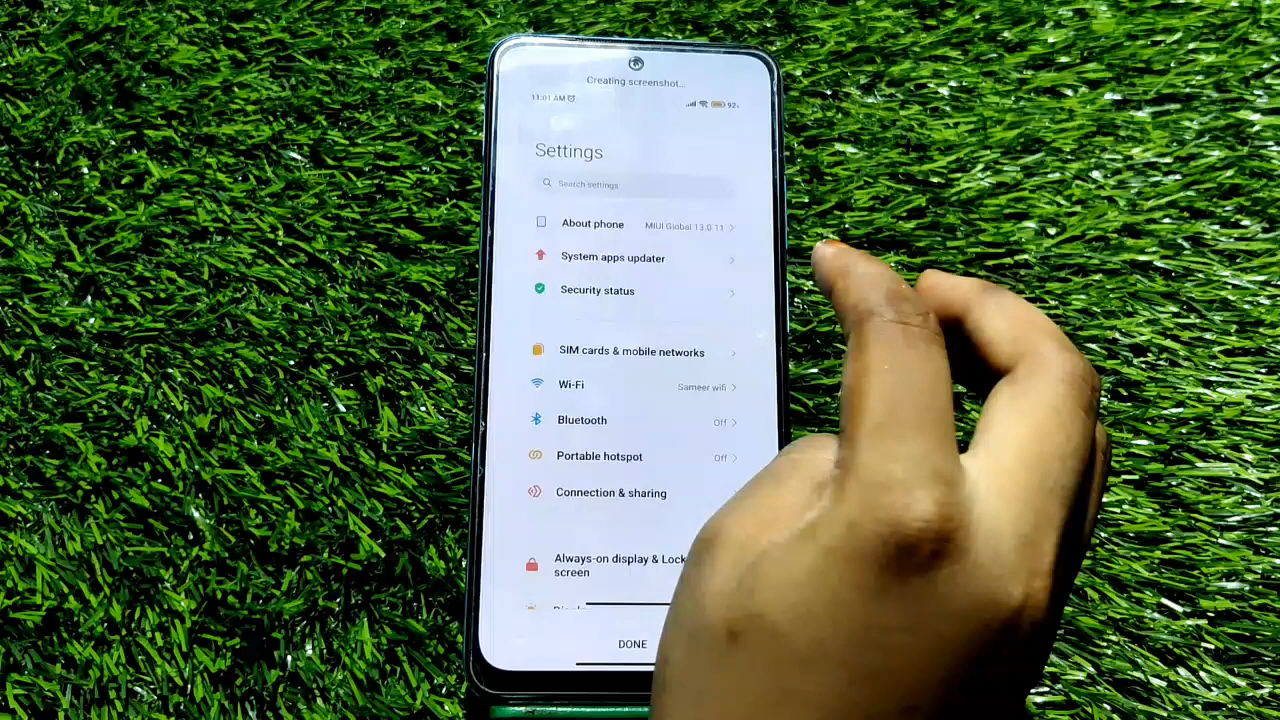 Creating screenshot...
11:01 AM
92%
Settings
Search settings
About phone
MIUI Global 13.0.11
System apps updater
Security status
SIM cards & mobile networks
Wi-Fi
Sameer wifi
Bluetooth
Off
Portable hotspot
Off
Connection & sharing
Always-on display & Lock
screen
DONE